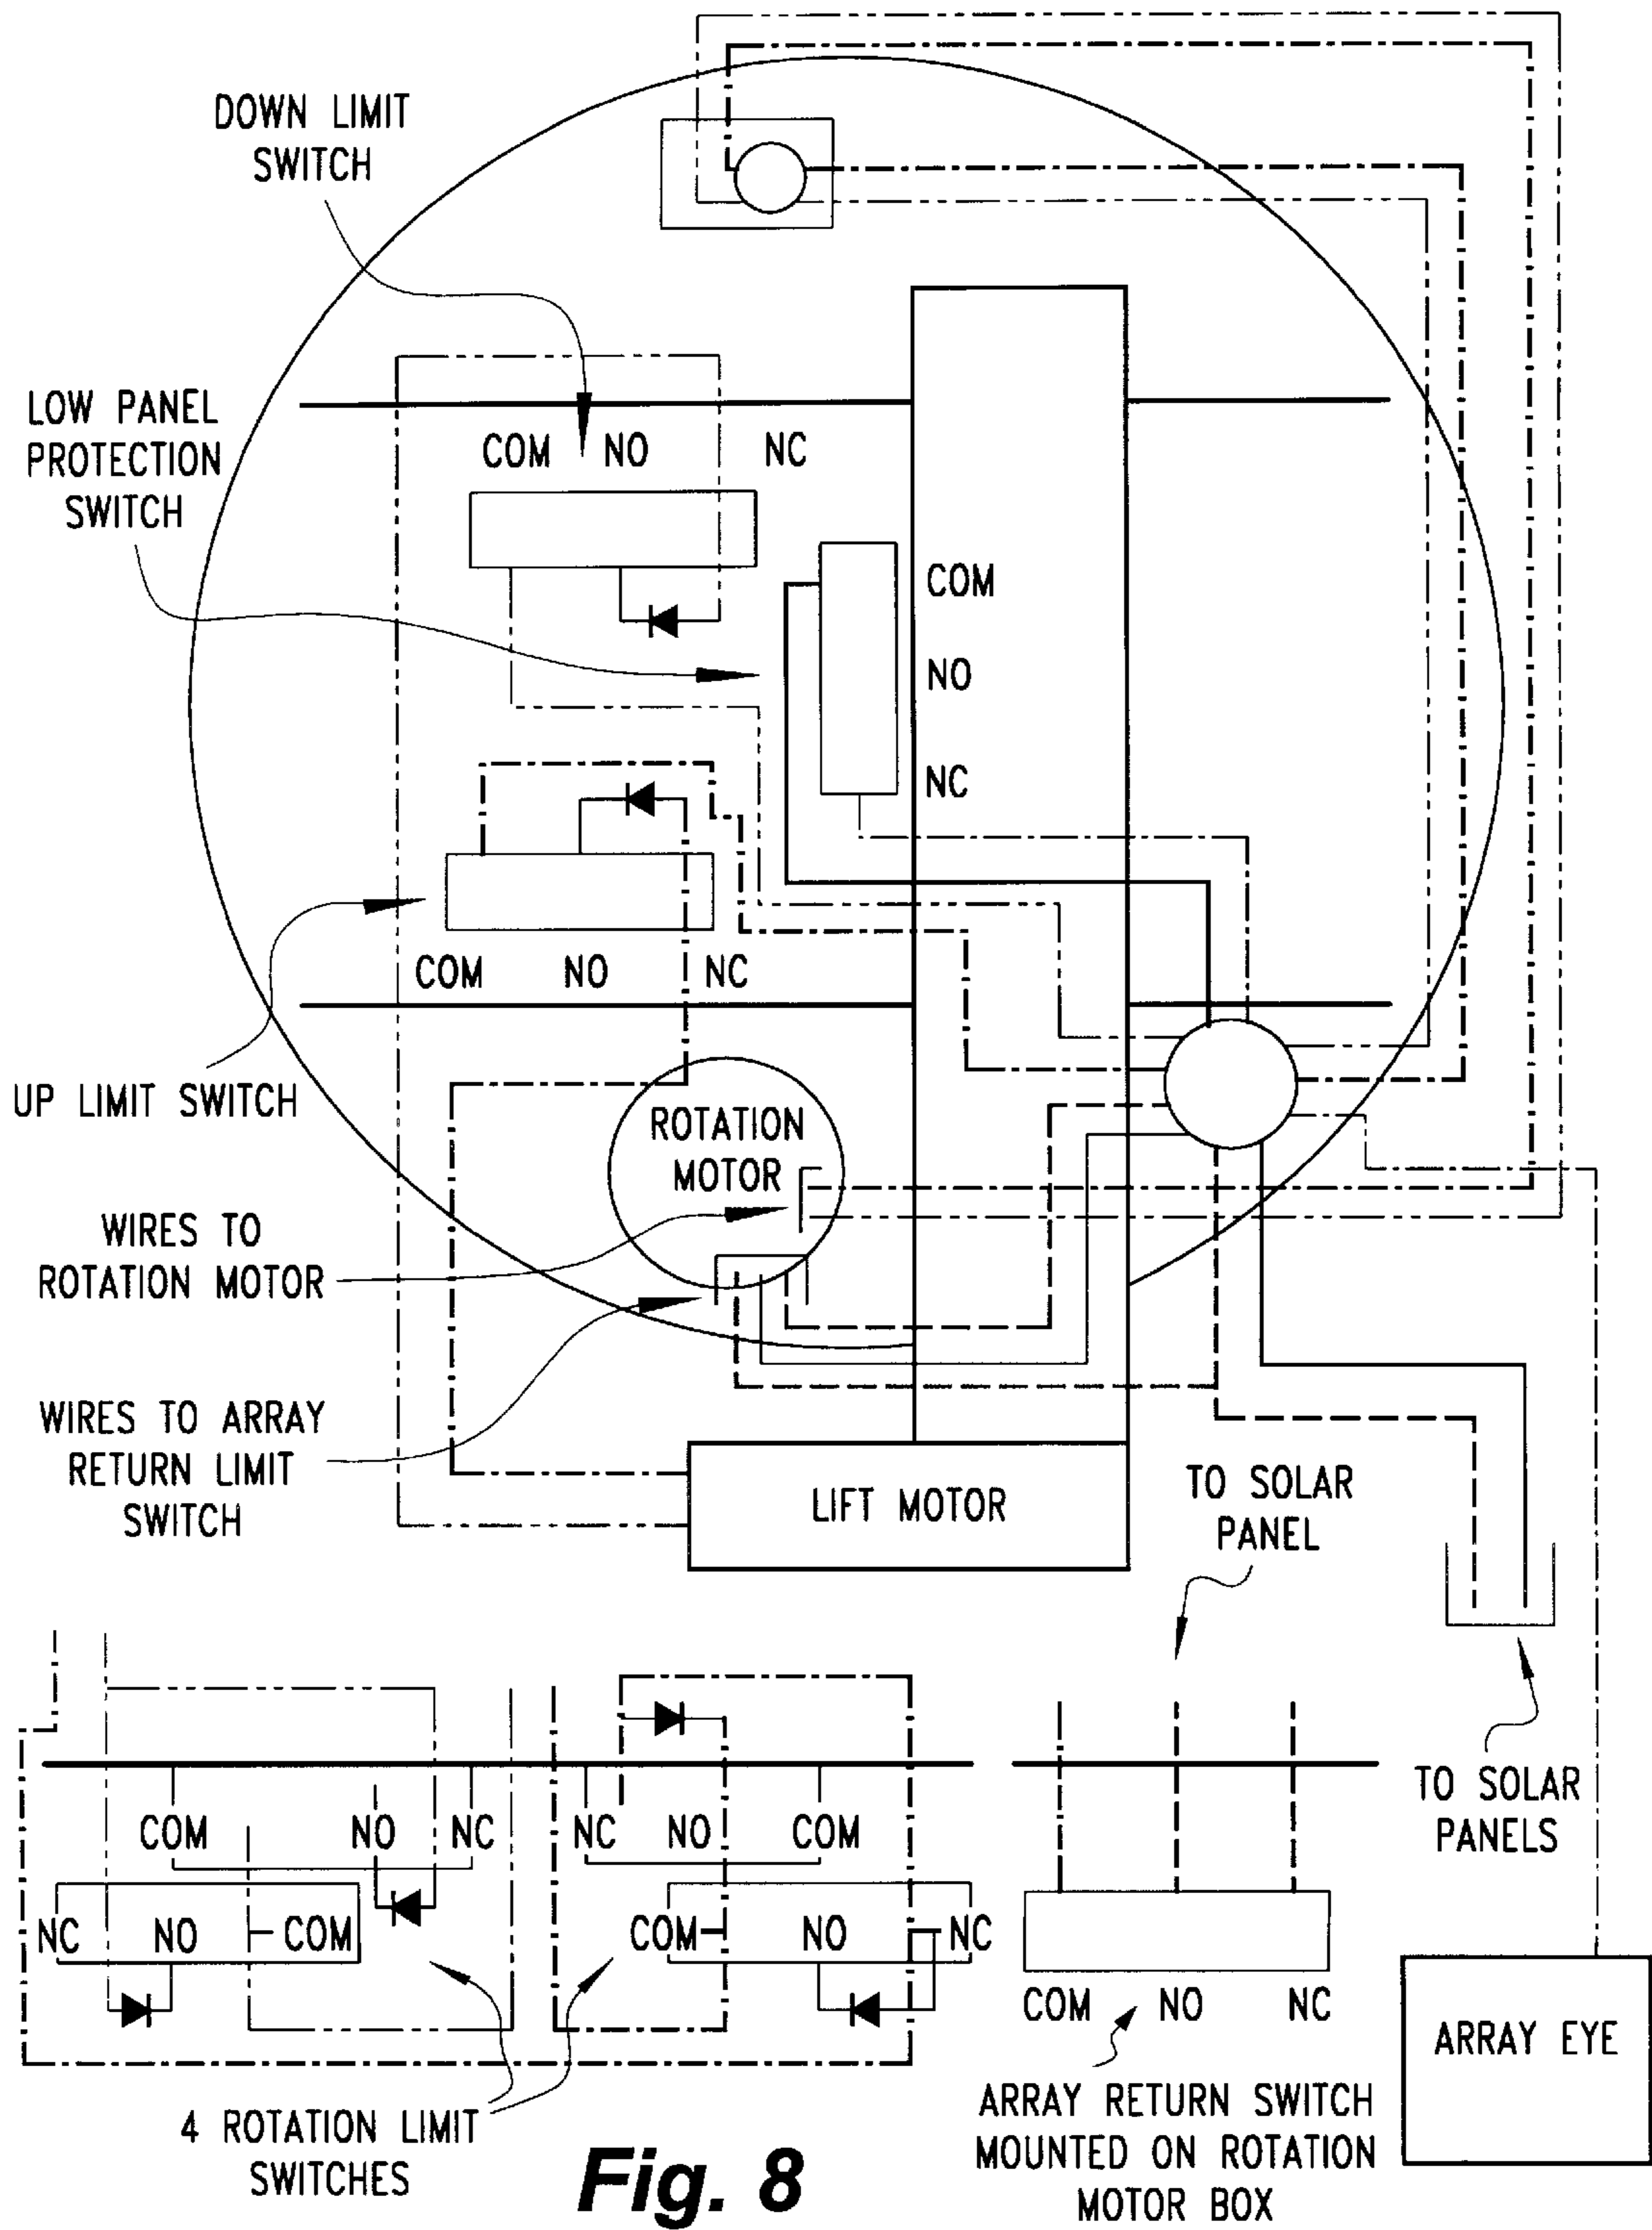 DOWN LIMIT
SWITCH
LOW PANEL
PROTECTION
SWITCH
COM NO NC
COM
NO
NC
COM NO NC
UP LIMIT SWITCH
ROTATION
MOTOR
WIRES TO
ROTATION MOTOR
WIRES TO ARRAY
RETURN LIMIT
SWITCH
LIFT MOTOR
TO SOLAR
PANEL
TO SOLAR
PANELS
COM NO NC
NC NO COM
NC NO COM
COM NO NC
COM NO NC
ARRAY EYE
4 ROTATION LIMIT
SWITCHES
ARRAY RETURN SWITCH
MOUNTED ON ROTATION
MOTOR BOX
Fig. 8